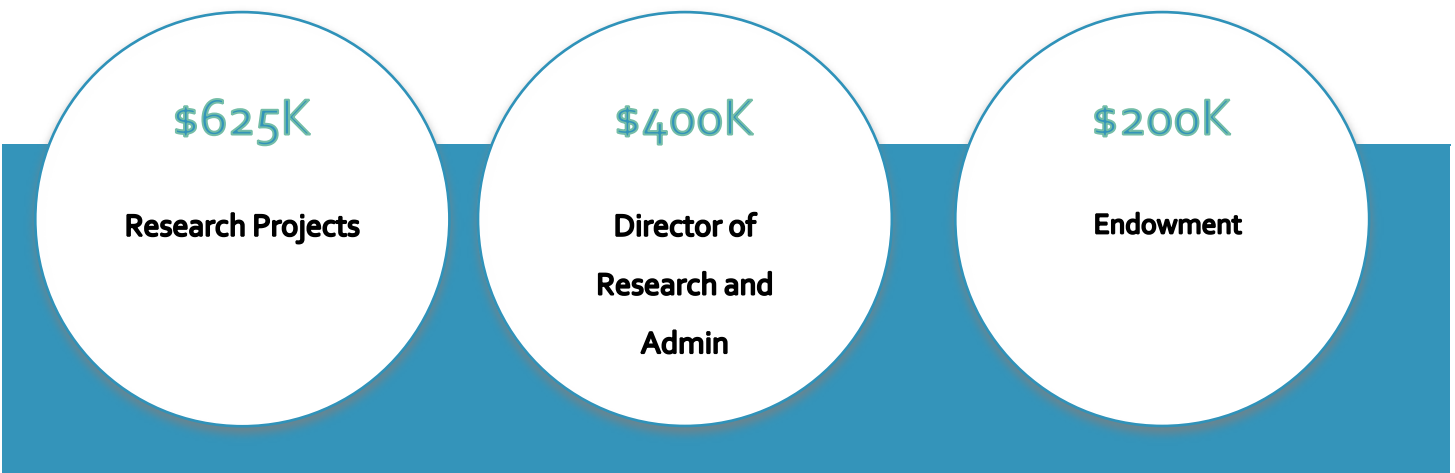 $625K
Research Projects
$400K
Director of
Research and
Admin
$200K
Endowment